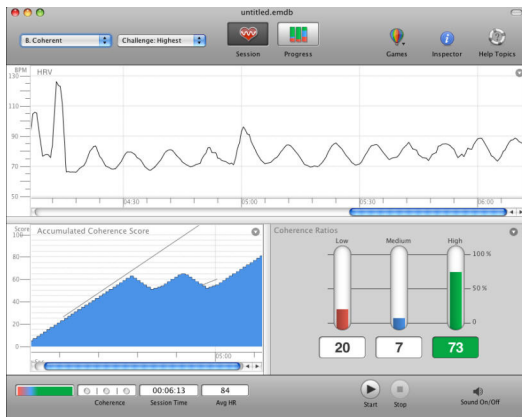 untitled.emdb
B. Coherent
Challenge: Highest
Session
Progress
Games
Inspector
Help Topics
BPM
HRV
130
110
90
70
50
04:30
05:00
05:30
06:00
Score
Accumulated Coherence Score
100
80
60
40
20
0
05:00
Coherence Ratios
Low
Medium
High
100 %
50 %
0
20
7
73
00:06:13
84
Coherence
Session Time
Avg HR
Start
Stop
Sound On/Off